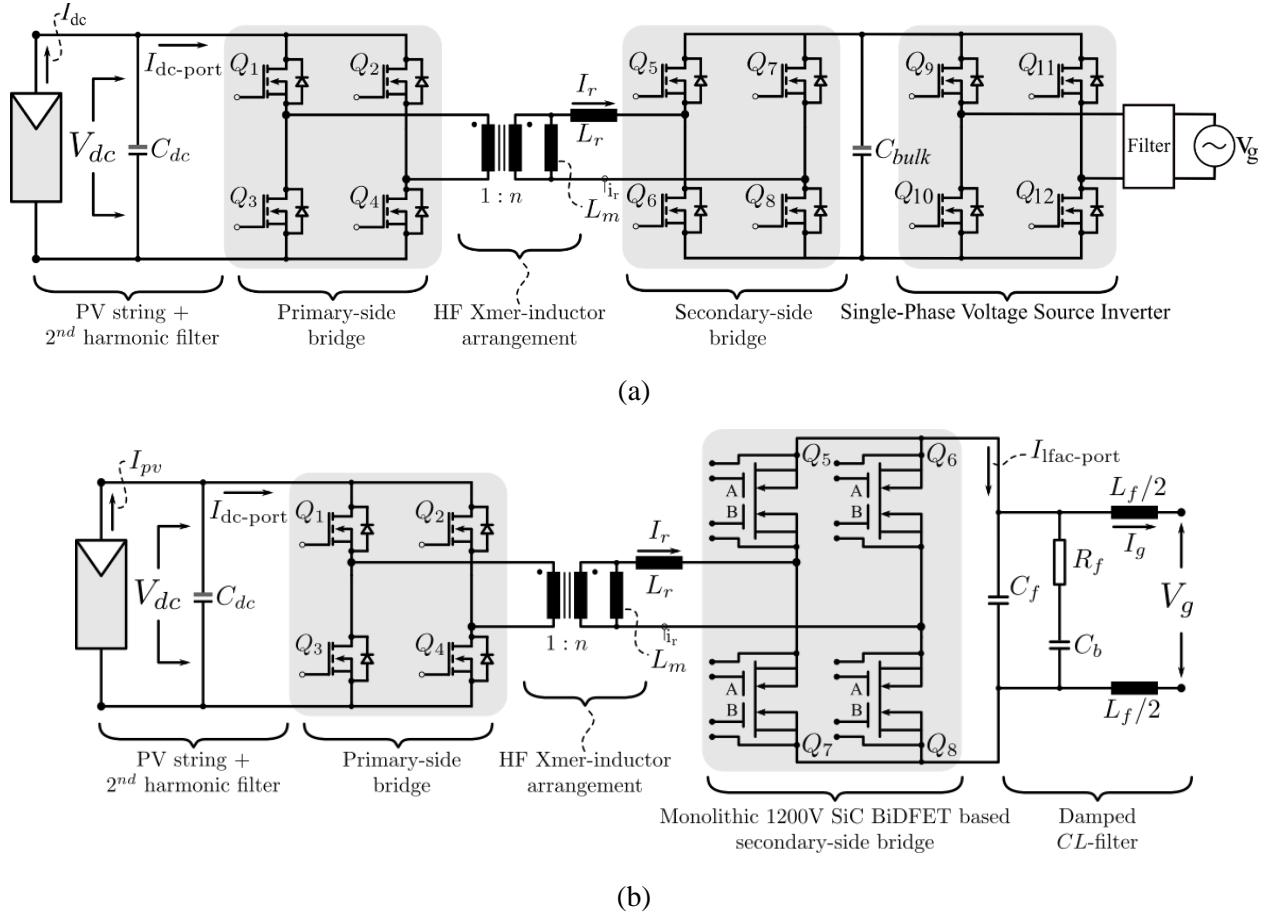 I_dc
I_dc-port
V_dc
C_dc
Q_1
Q_2
Q_3
Q_4
1 : n
I_r
L_r
i_r
L_m
Q_5
Q_7
Q_6
Q_8
C_bulk
Q_9
Q_11
Q_10
Q_12
Filter
V_g
PV string +
2^nd harmonic filter
Primary-side
bridge
HF Xmer-inductor
arrangement
Secondary-side
bridge
Single-Phase Voltage Source Inverter
(a)
I_pv
I_dc-port
V_dc
C_dc
Q_1
Q_2
Q_3
Q_4
1 : n
I_r
L_r
i_r
L_m
Q_5
Q_6
A
B
A
B
A
B
A
B
Q_7
Q_8
I_lfac-port
L_f/2
I_g
R_f
C_f
C_b
V_g
L_f/2
PV string +
2^nd harmonic filter
Primary-side
bridge
HF Xmer-inductor
arrangement
Monolithic 1200V SiC BiDFET based
secondary-side bridge
Damped
CL-filter
(b)